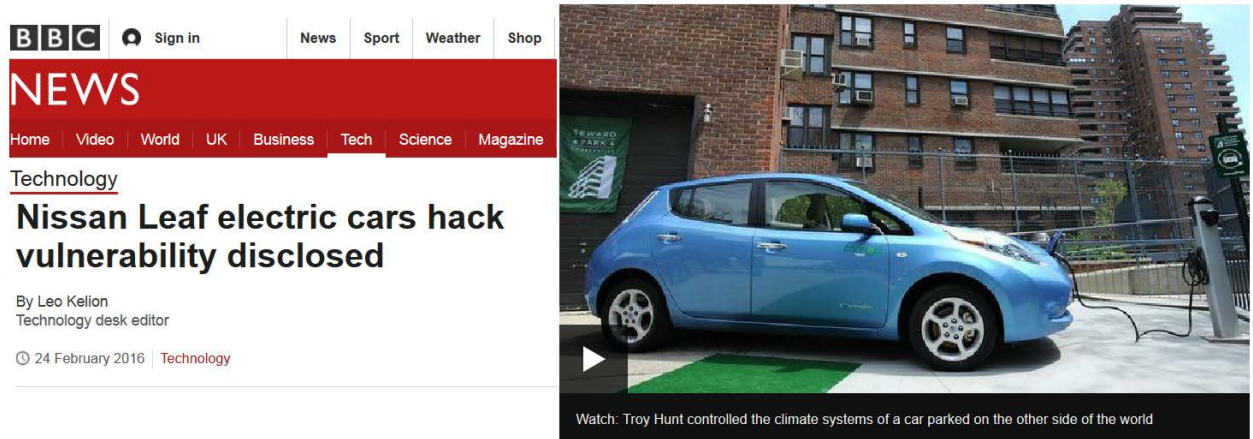 BBC Sign in News Sport Weather Shop
NEWS
Home Video World UK Business Tech Science Magazine
Technology
Nissan Leaf electric cars hack
vulnerability disclosed
By Leo Kelion
Technology desk editor
24 February 2016 Technology
SEWARD
PARK
Watch: Troy Hunt controlled the climate systems of a car parked on the other side of the world